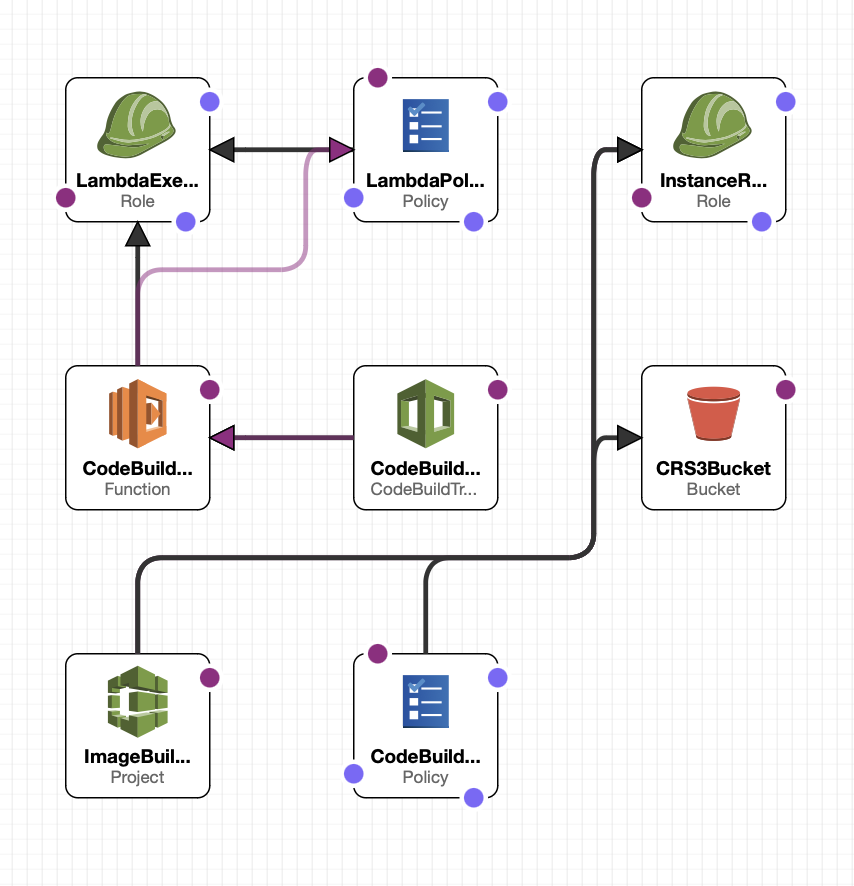 LambdaExe...
Role
LambdaPol...
Policy
InstanceR...
Role
CodeBuild...
Function
CodeBuild...
CodeBuildTr...
CRS3Bucket
Bucket
ImageBuil...
Project
CodeBuild...
Policy